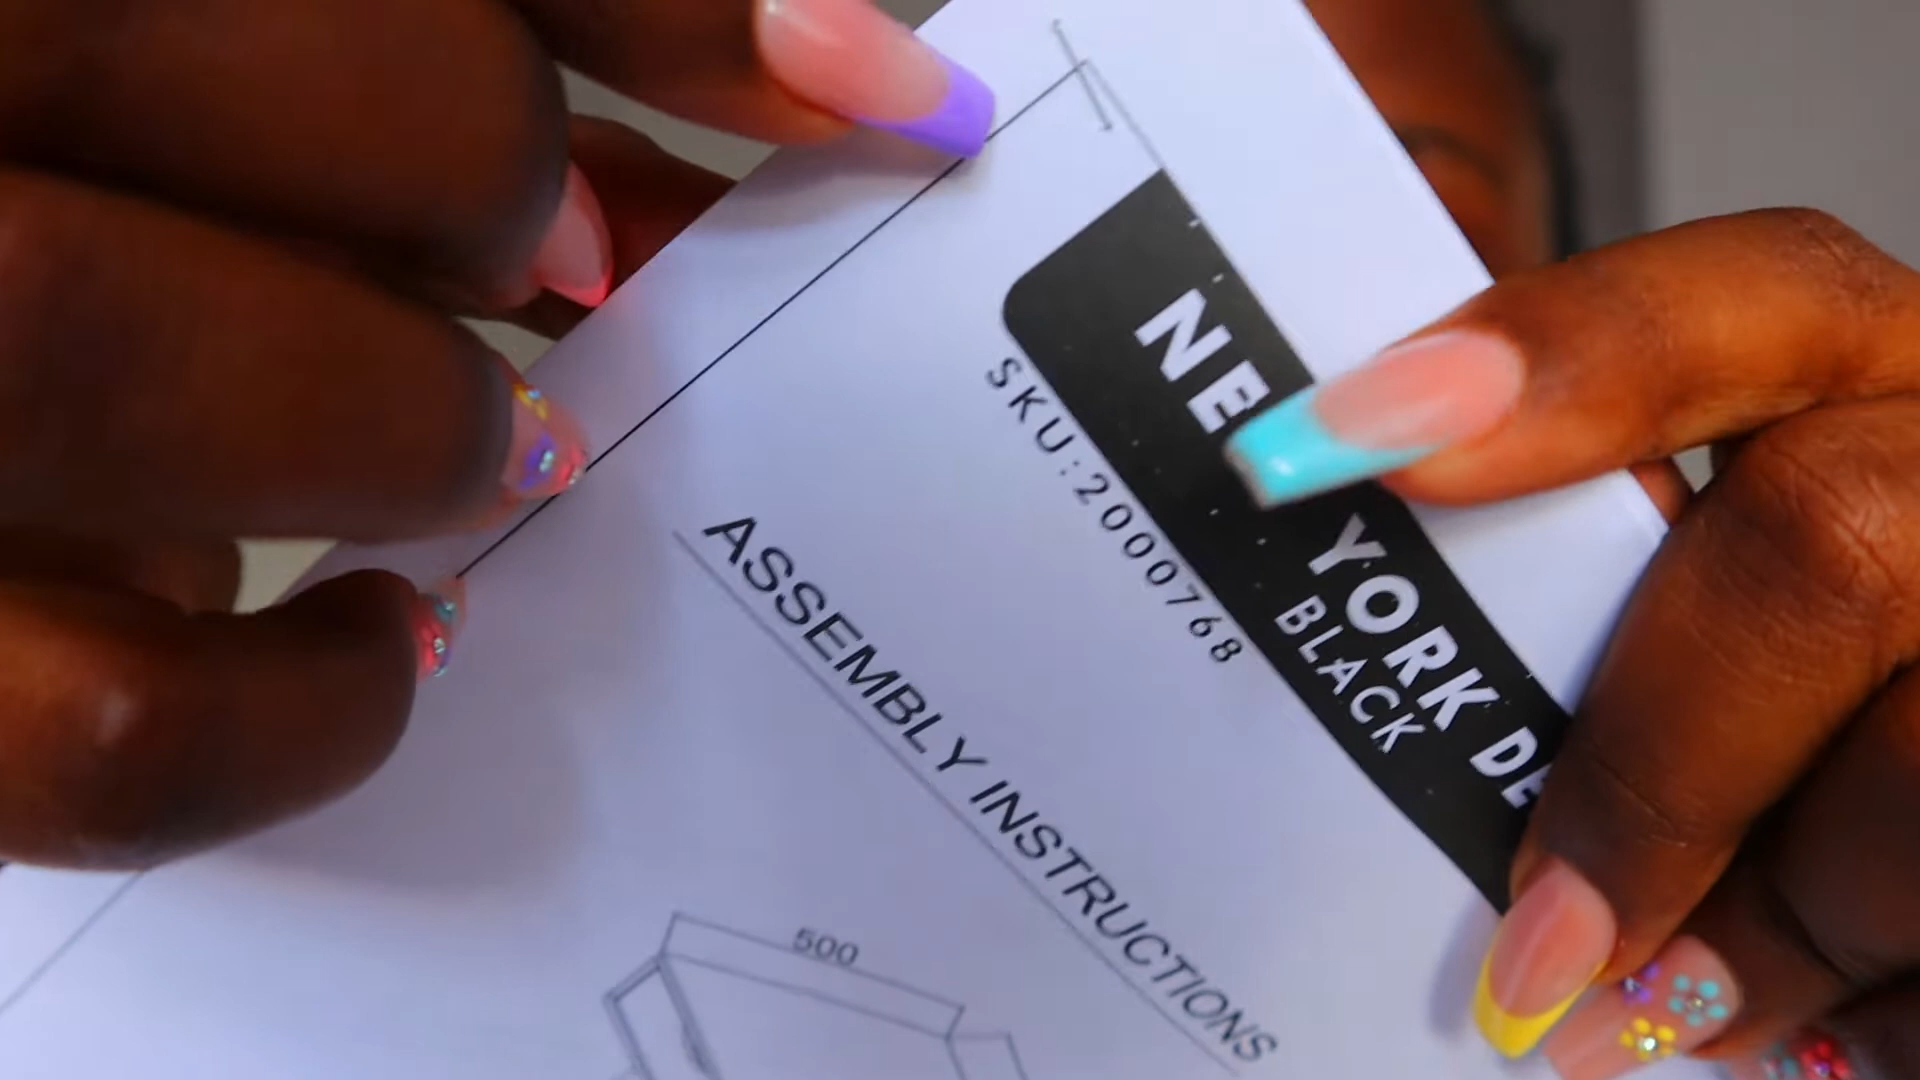 NE YORK DE
BLACK
SKU:2000768
ASSEMBLY INSTRUCTIONS
500